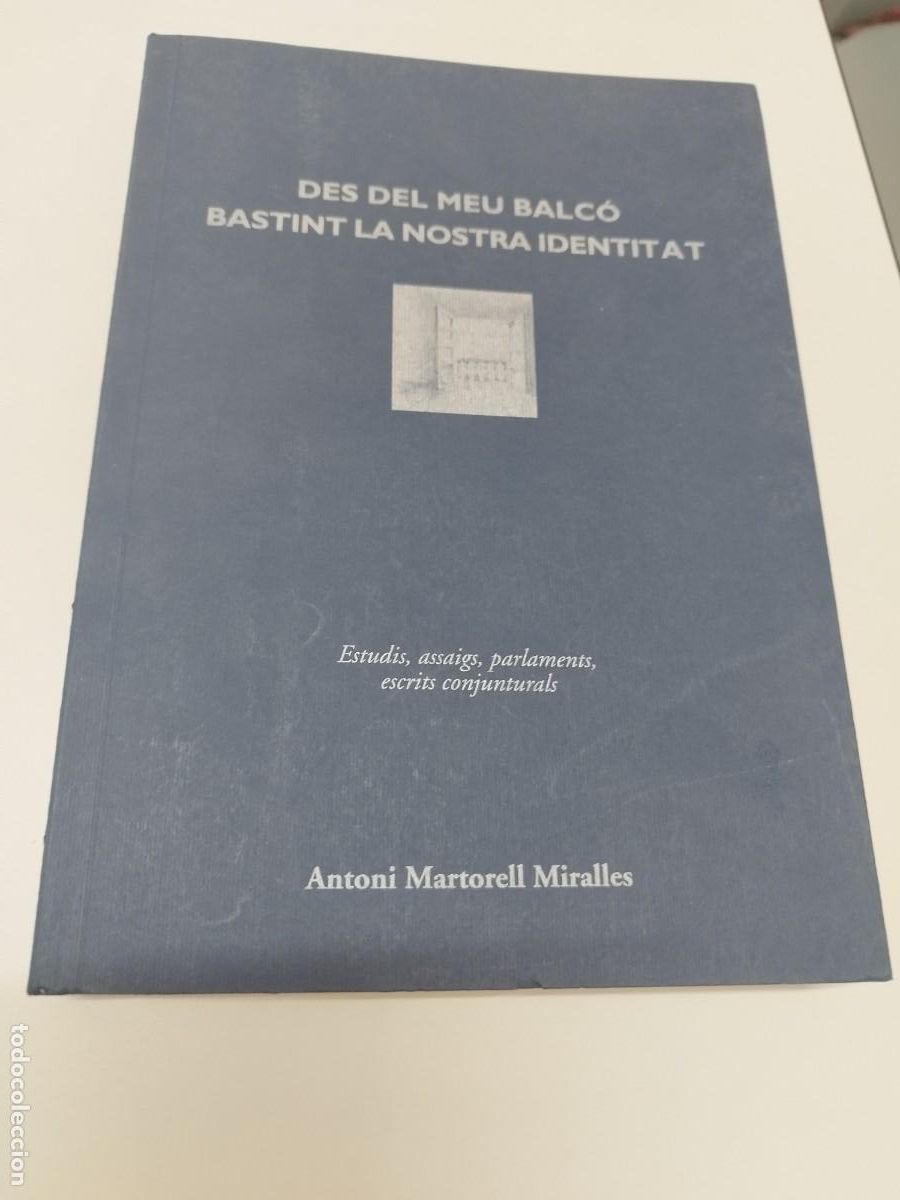 DES DEL MEU BALCÓ
BASTINT LA NOSTRA IDENTITAT
Estudis, assaigs, parlaments,
escrits conjunturals
Antoni Martorell Miralles
todocoleccion